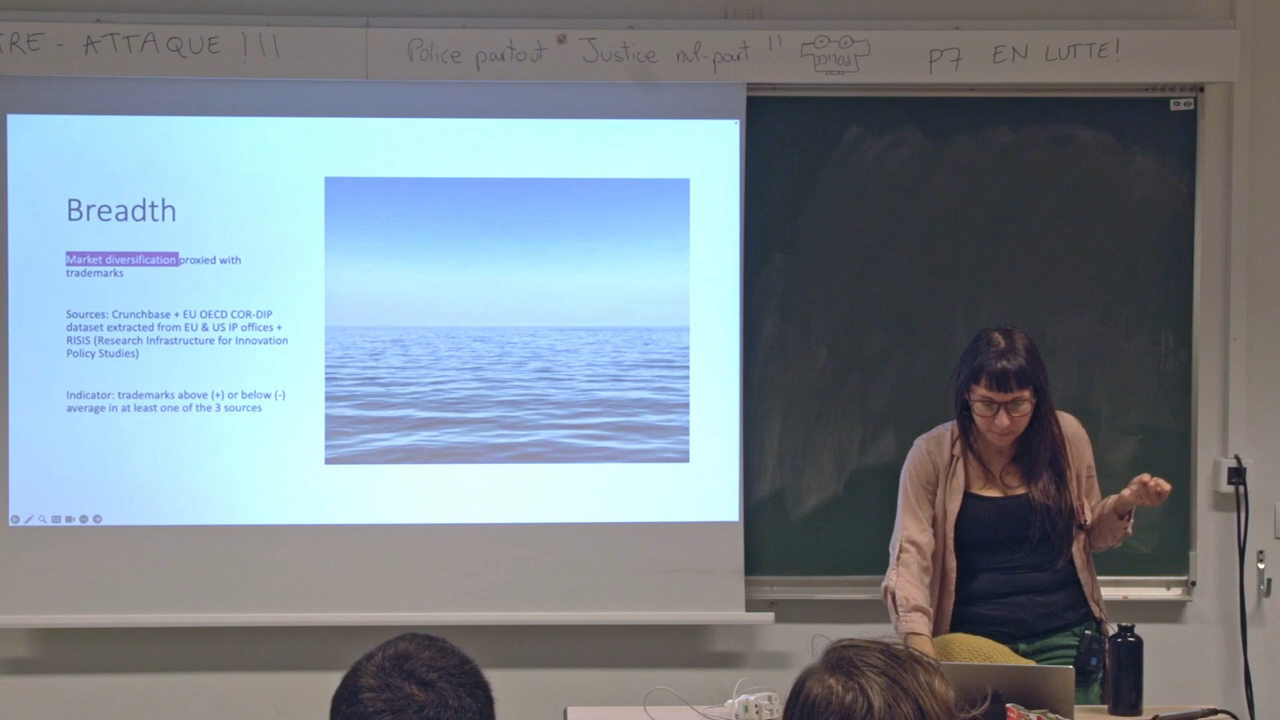 TRE - ATTAQUE !!!
Police partout Justice nul-part !!
POLICE
P7 EN LUTTE!
Breadth
Market diversification proxied with
trademarks
Sources: Crunchbase + EU OECD COR-DIP
dataset extracted from EU & US IP offices +
RISIS (Research Infrastructure for Innovation
Policy Studies)
Indicator: trademarks above (+) or below (-)
average in at least one of the 3 sources